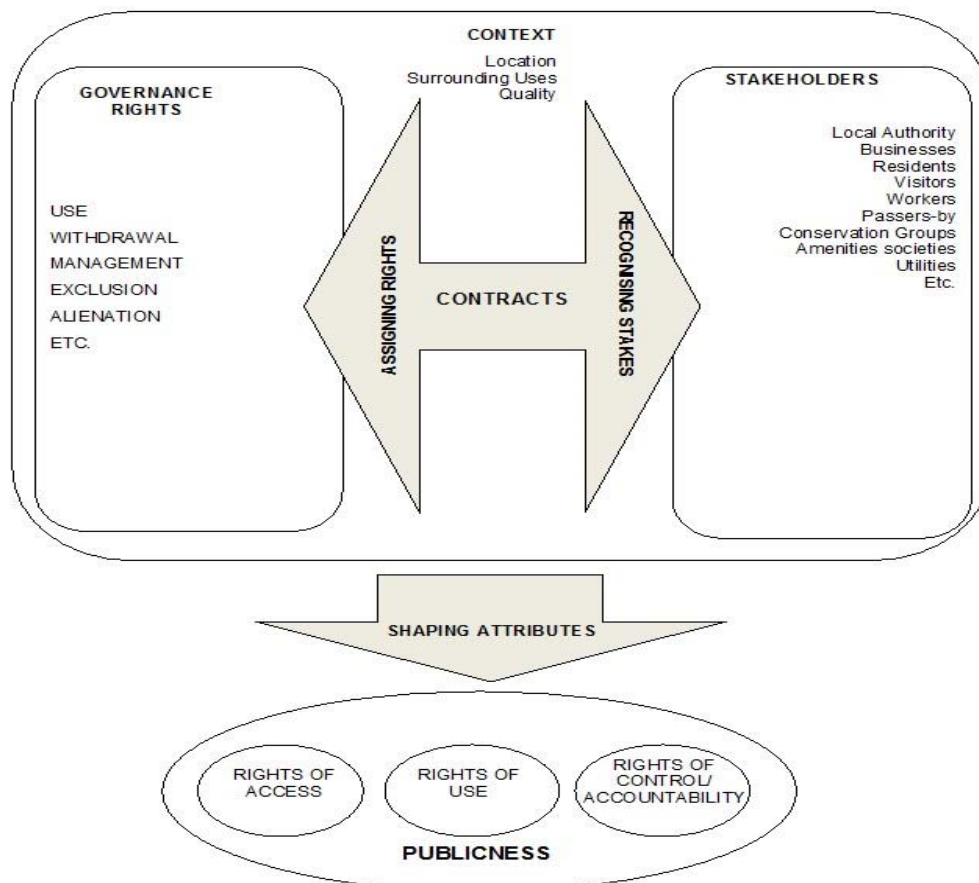 CONTEXT
Location
Surrounding Uses
Quality
GOVERNANCE
RIGHTS
USE
WITHDRAWAL
MANAGEMENT
EXCLUSION
ALIENATION
ETC.
ASSIGNING RIGHTS
CONTRACTS
RECOGNISING STAKES
STAKEHOLDERS
Local Authority
Businesses
Residents
Visitors
Workers
Passers-by
Conservation Groups
Amenities societies
Utilities
Etc.
SHAPING ATTRIBUTES
RIGHTS OF
ACCESS
RIGHTS OF
USE
RIGHTS OF
CONTROL/
ACCOUNTABILITY
PUBLICNESS